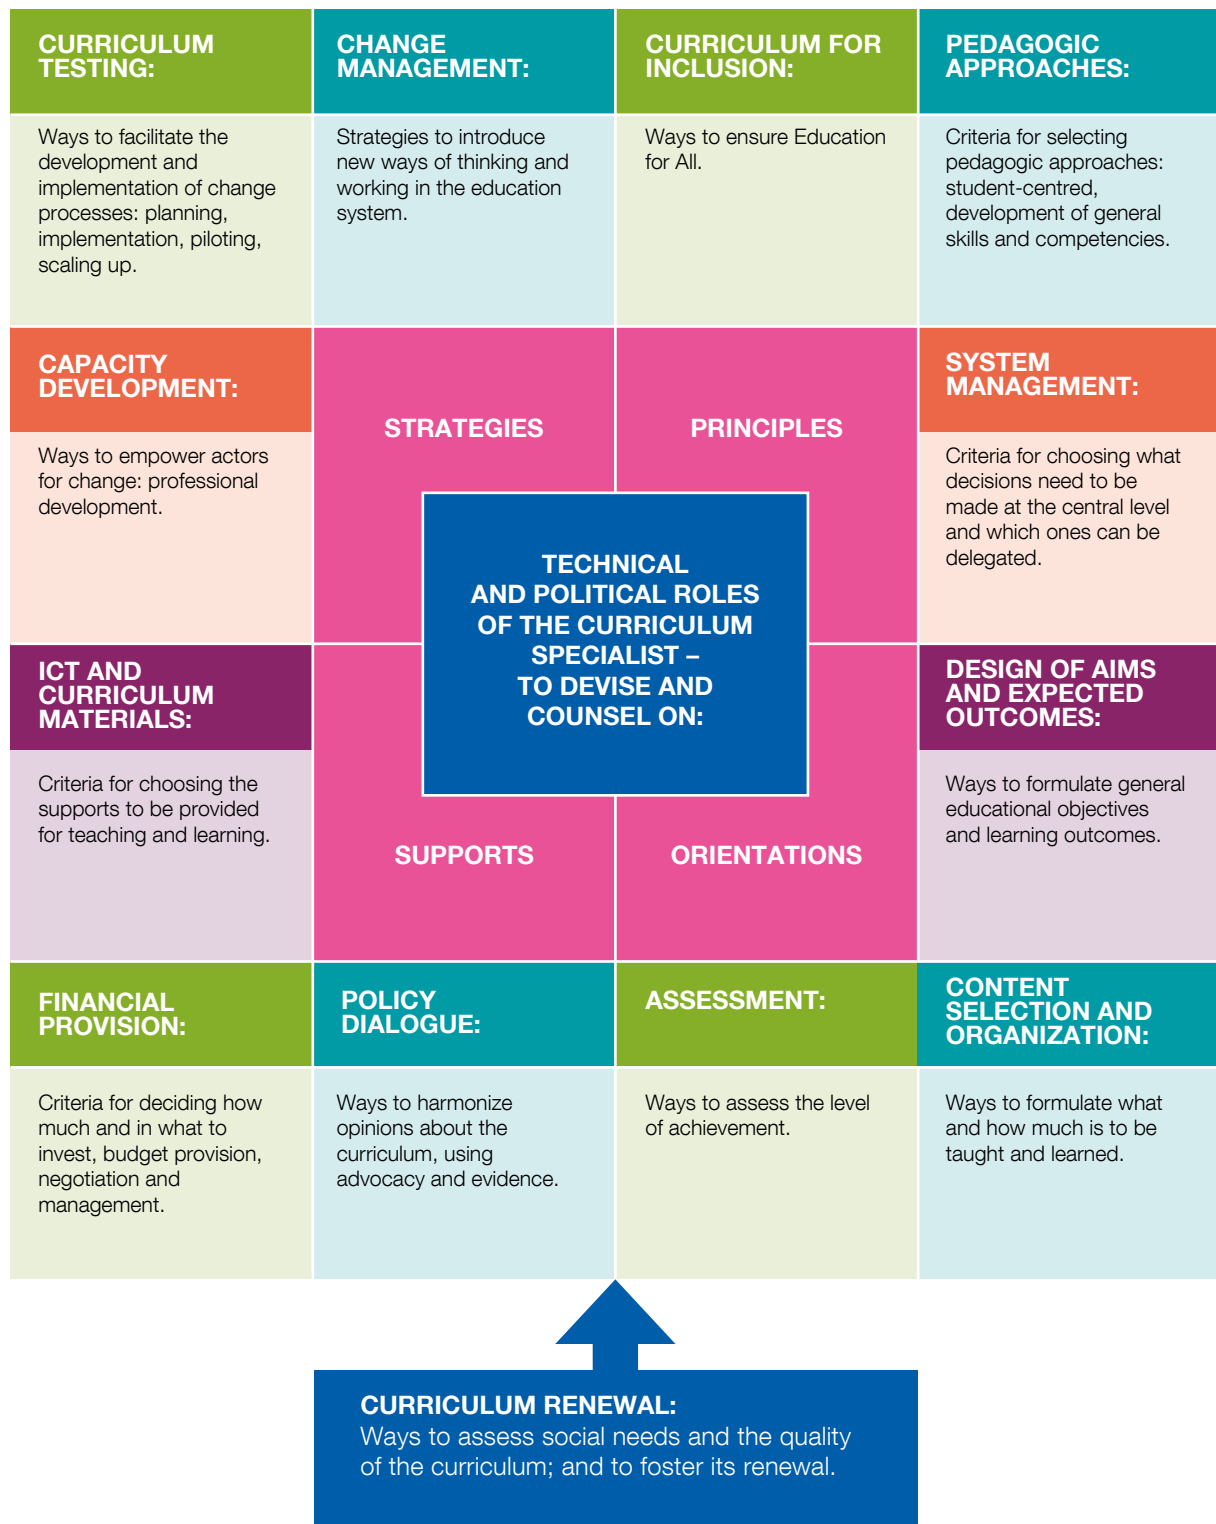 CURRICULUM
TESTING:
Ways to facilitate the
development and
implementation of change
processes: planning,
implementation, piloting,
scaling up.
CHANGE
MANAGEMENT:
Strategies to introduce
new ways of thinking and
working in the education
system.
CURRICULUM FOR
INCLUSION:
Ways to ensure Education
for All.
PEDAGOGIC
APPROACHES:
Criteria for selecting
pedagogic approaches:
student-centred,
development of general
skills and competencies.
CAPACITY
DEVELOPMENT:
Ways to empower actors
for change: professional
development.
STRATEGIES
PRINCIPLES
SYSTEM
MANAGEMENT:
Criteria for choosing what
decisions need to be
made at the central level
and which ones can be
delegated.
TECHNICAL
AND POLITICAL ROLES
OF THE CURRICULUM
SPECIALIST –
TO DEVISE AND
COUNSEL ON:
ICT AND
CURRICULUM
MATERIALS:
Criteria for choosing the
supports to be provided
for teaching and learning.
SUPPORTS
ORIENTATIONS
DESIGN OF AIMS
AND EXPECTED
OUTCOMES:
Ways to formulate general
educational objectives
and learning outcomes.
FINANCIAL
PROVISION:
Criteria for deciding how
much and in what to
invest, budget provision,
negotiation and
management.
POLICY
DIALOGUE:
Ways to harmonize
opinions about the
curriculum, using
advocacy and evidence.
ASSESSMENT:
Ways to assess the level
of achievement.
CONTENT
SELECTION AND
ORGANIZATION:
Ways to formulate what
and how much is to be
taught and learned.
CURRICULUM RENEWAL:
Ways to assess social needs and the quality
of the curriculum; and to foster its renewal.